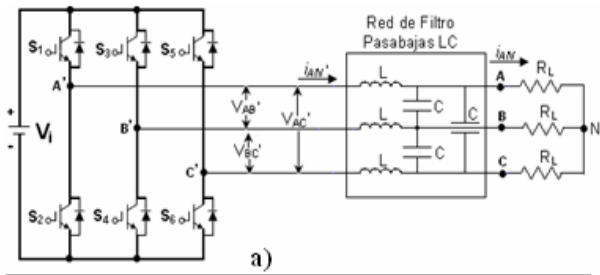 Red de Filtro
Pasabajas LC
S1
S3
S5
iAN'
iAN
L
A
RL
A'
+
Vi
-
VAB'
VAC'
C
C
B
RL
N
B'
L
VBC'
C
C'
L
C
RL
S2
S4
S6
a)